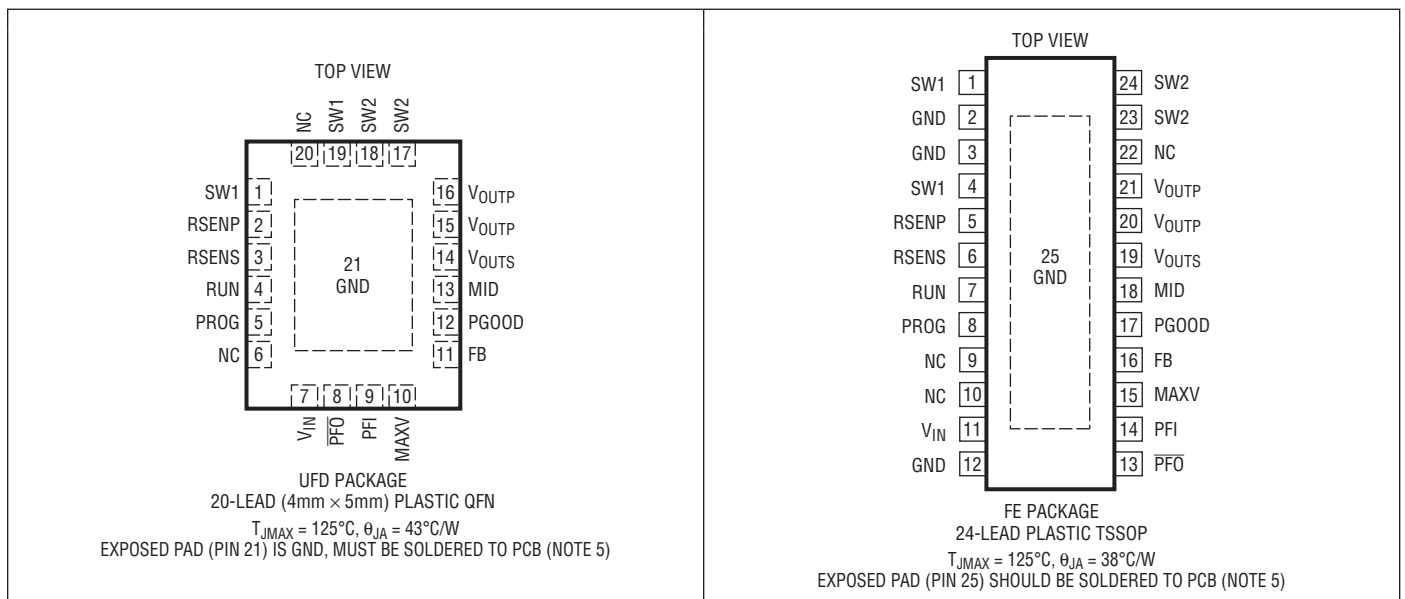 TOP VIEW
NC SW1 SW2 SW2
20 19 18 17
SW1 1
RSENP 2
RSENS 3
RUN 4
PROG 5
NC 6
21
GND
16 VOUTP
15 VOUTP
14 VOUTS
13 MID
12 PGOOD
11 FB
7 8 9 10
VIN PFO PFI MAXV
UFD PACKAGE
20-LEAD (4mm × 5mm) PLASTIC QFN
TJMAX = 125°C, θJA = 43°C/W
EXPOSED PAD (PIN 21) IS GND, MUST BE SOLDERED TO PCB (NOTE 5)
TOP VIEW
SW1 1
GND 2
GND 3
SW1 4
RSENP 5
RSENS 6
RUN 7
PROG 8
NC 9
NC 10
VIN 11
GND 12
25
GND
24 SW2
23 SW2
22 NC
21 VOUTP
20 VOUTP
19 VOUTS
18 MID
17 PGOOD
16 FB
15 MAXV
14 PFI
13 PFO
FE PACKAGE
24-LEAD PLASTIC TSSOP
TJMAX = 125°C, θJA = 38°C/W
EXPOSED PAD (PIN 25) SHOULD BE SOLDERED TO PCB (NOTE 5)